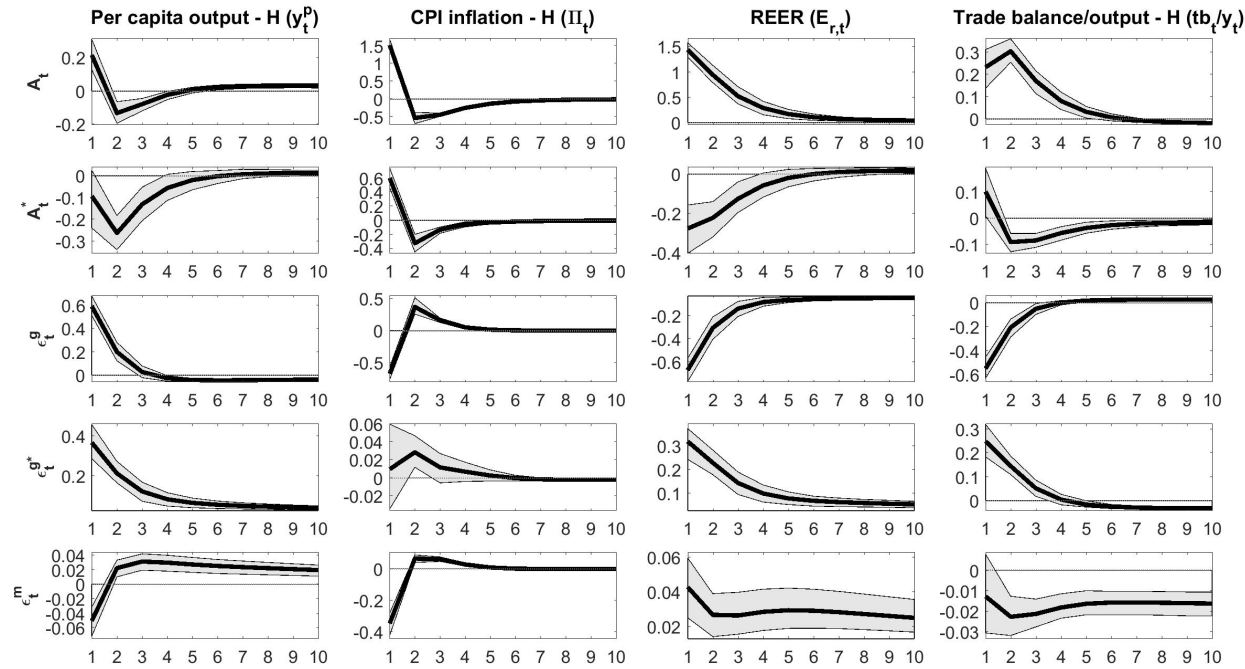 Per capita output - H (y_t^p) CPI inflation - H (Π_t) REER (E_r,t) Trade balance/output - H (tb_t/y_t)
A_t
0.2
0
-0.2
1 2 3 4 5 6 7 8 9 10
1.5
1
0
-0.5
1 2 3 4 5 6 7 8 9 10
1.5
1
0.5
0
1 2 3 4 5 6 7 8 9 10
0.3
0.2
0.1
0
1 2 3 4 5 6 7 8 9 10
A_t^*
0
-0.1
-0.2
-0.3
1 2 3 4 5 6 7 8 9 10
0.6
0.4
0
-0.2
-0.4
1 2 3 4 5 6 7 8 9 10
0
-0.2
-0.4
1 2 3 4 5 6 7 8 9 10
0.1
0
-0.1
1 2 3 4 5 6 7 8 9 10
ϵ_t^g
0.6
0.4
0.2
0
1 2 3 4 5 6 7 8 9 10
0.5
0
-0.5
1 2 3 4 5 6 7 8 9 10
-0.2
-0.4
-0.6
1 2 3 4 5 6 7 8 9 10
0
-0.2
-0.4
-0.6
1 2 3 4 5 6 7 8 9 10
ϵ_t^g*
0.4
0.2
1 2 3 4 5 6 7 8 9 10
0.06
0.04
0.02
0
-0.02
1 2 3 4 5 6 7 8 9 10
0.3
0.2
0.1
1 2 3 4 5 6 7 8 9 10
0.3
0.2
0.1
0
1 2 3 4 5 6 7 8 9 10
ϵ_t^m
0.04
0.02
0
-0.02
-0.04
-0.06
1 2 3 4 5 6 7 8 9 10
0
-0.2
-0.4
1 2 3 4 5 6 7 8 9 10
0.06
0.04
0.02
1 2 3 4 5 6 7 8 9 10
0
-0.01
-0.02
-0.03
1 2 3 4 5 6 7 8 9 10